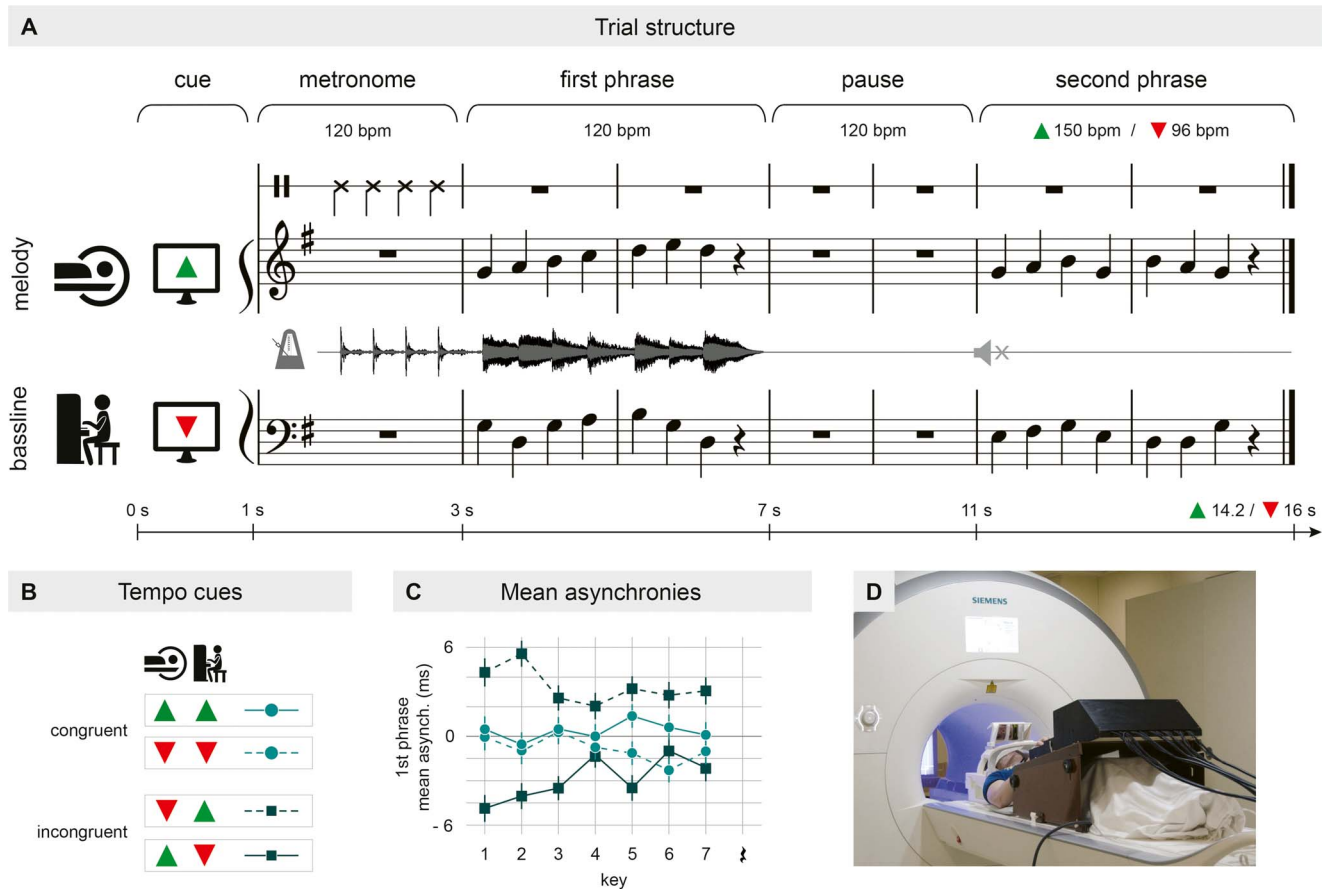 A Trial structure
cue metronome first phrase pause second phrase
120 bpm 120 bpm 120 bpm ▲ 150 bpm / ▼ 96 bpm
melody
bassline
0 s 1 s 3 s 7 s 11 s ▲ 14.2 / ▼ 16 s
B Tempo cues
congruent
incongruent
C Mean asynchronies
1st phrase
mean asynch. (ms)
6
0
- 6
1 2 3 4 5 6 7
key
D
SIEMENS